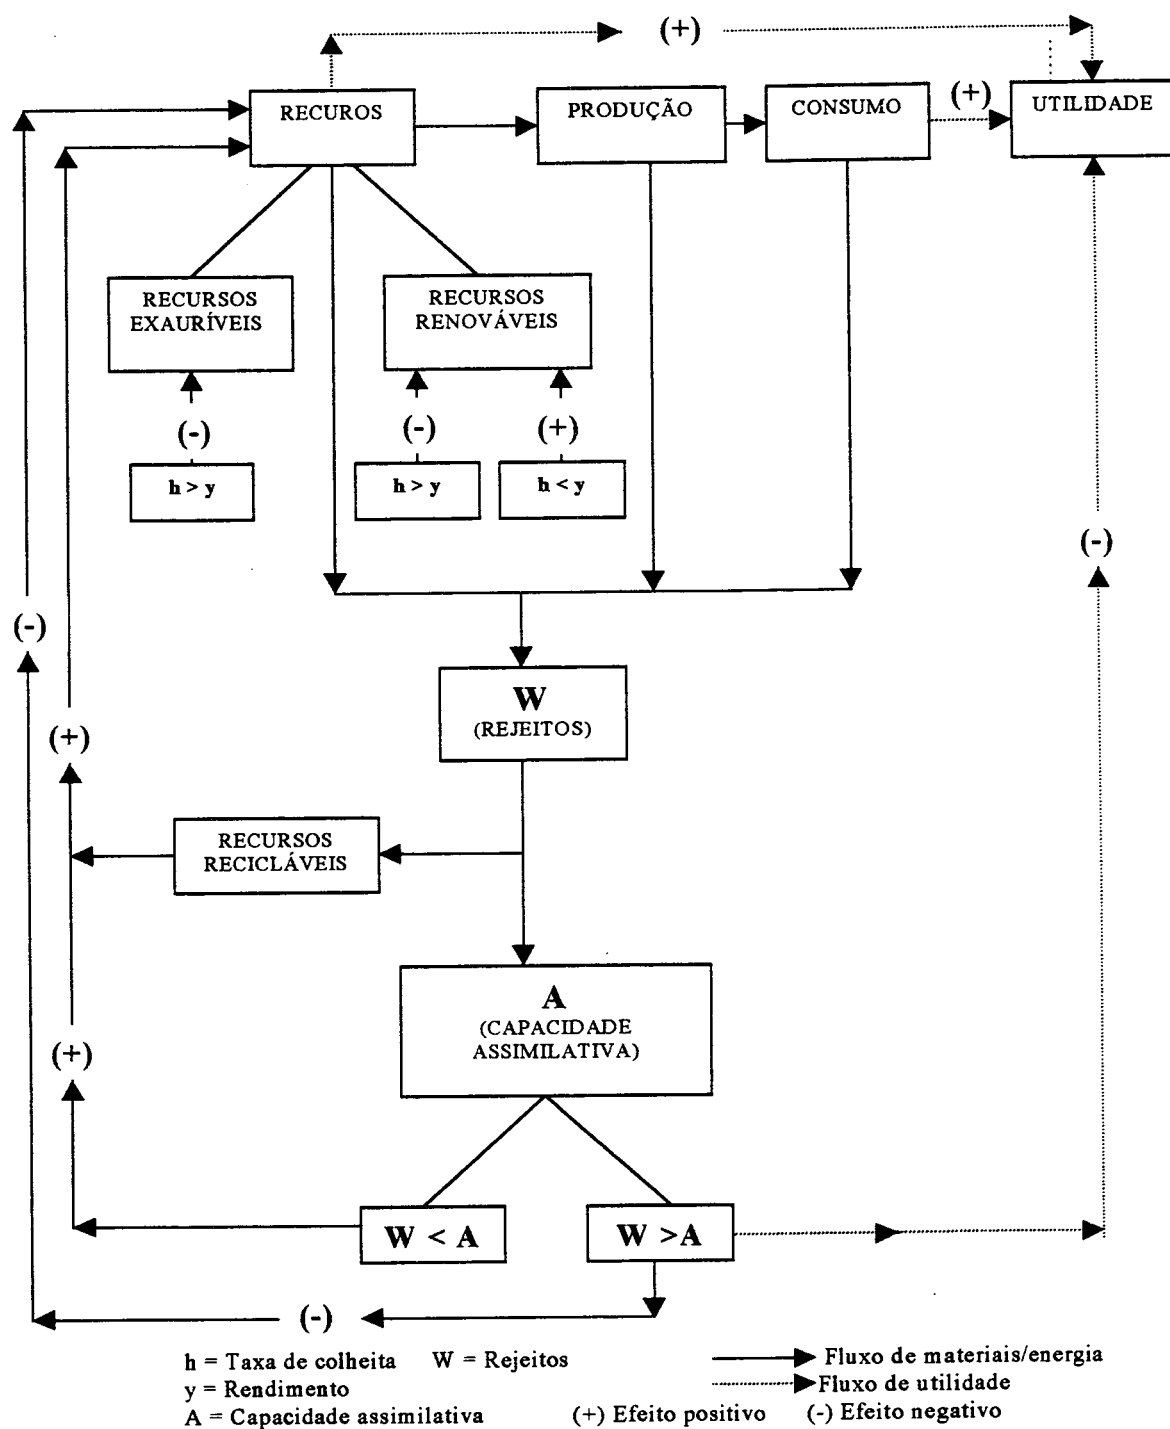 (+)
RECUROS
PRODUÇÃO
CONSUMO
(+)
UTILIDADE
RECURSOS
EXAURÍVEIS
RECURSOS
RENOVÁVEIS
(-)
(-)
(+)
h > y
h > y
h < y
(-)
(-)
W
(REJEITOS)
(+)
RECURSOS
RECICLÁVEIS
A
(CAPACIDADE
ASSIMILATIVA)
(+)
W < A
W >A
(-)
h = Taxa de colheita W = Rejeitos
Fluxo de materiais/energia
y = Rendimento
Fluxo de utilidade
A = Capacidade assimilativa
(+) Efeito positivo (-) Efeito negativo